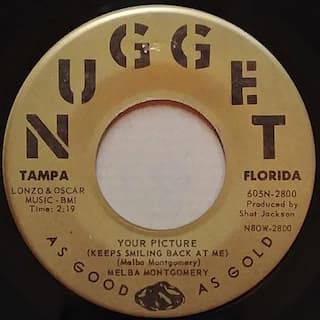 NUGGET
TAMPA
FLORIDA
LONZO & OSCAR
MUSIC - BMI
Time: 2:19
605N-2800
Produced by
Shot Jackson
N80W-2800
YOUR PICTURE
(KEEPS SMILING BACK AT ME)
(Melba Montgomery)
MELBA MONTGOMERY
AS GOOD AS GOLD